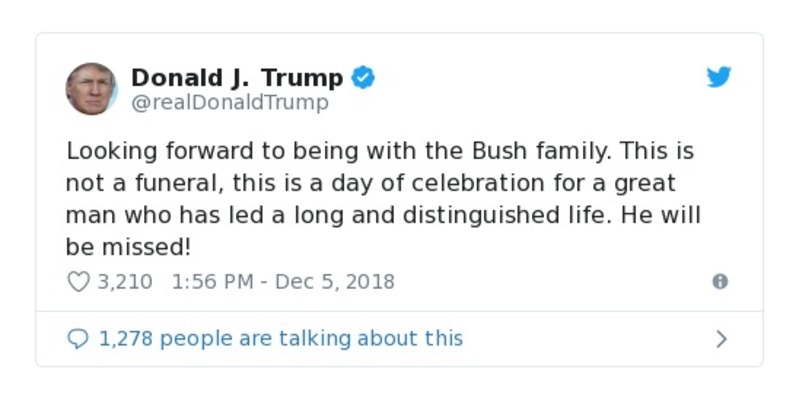 Donald J. Trump
@realDonaldTrump
Looking forward to being with the Bush family. This is
not a funeral, this is a day of celebration for a great
man who has led a long and distinguished life. He will
be missed!
3,210 1:56 PM - Dec 5, 2018
1,278 people are talking about this